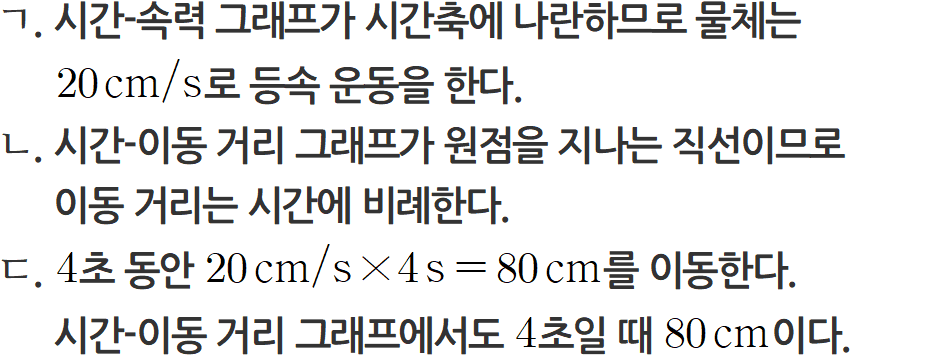 ㄱ. 시간-속력 그래프가 시간축에 나란하므로 물체는
20 cm/s로 등속 운동을 한다.
ㄴ. 시간-이동 거리 그래프가 원점을 지나는 직선이므로
이동 거리는 시간에 비례한다.
ㄷ. 4초 동안 20 cm/s×4 s=80 cm를 이동한다.
시간-이동 거리 그래프에서도 4초일 때 80 cm이다.